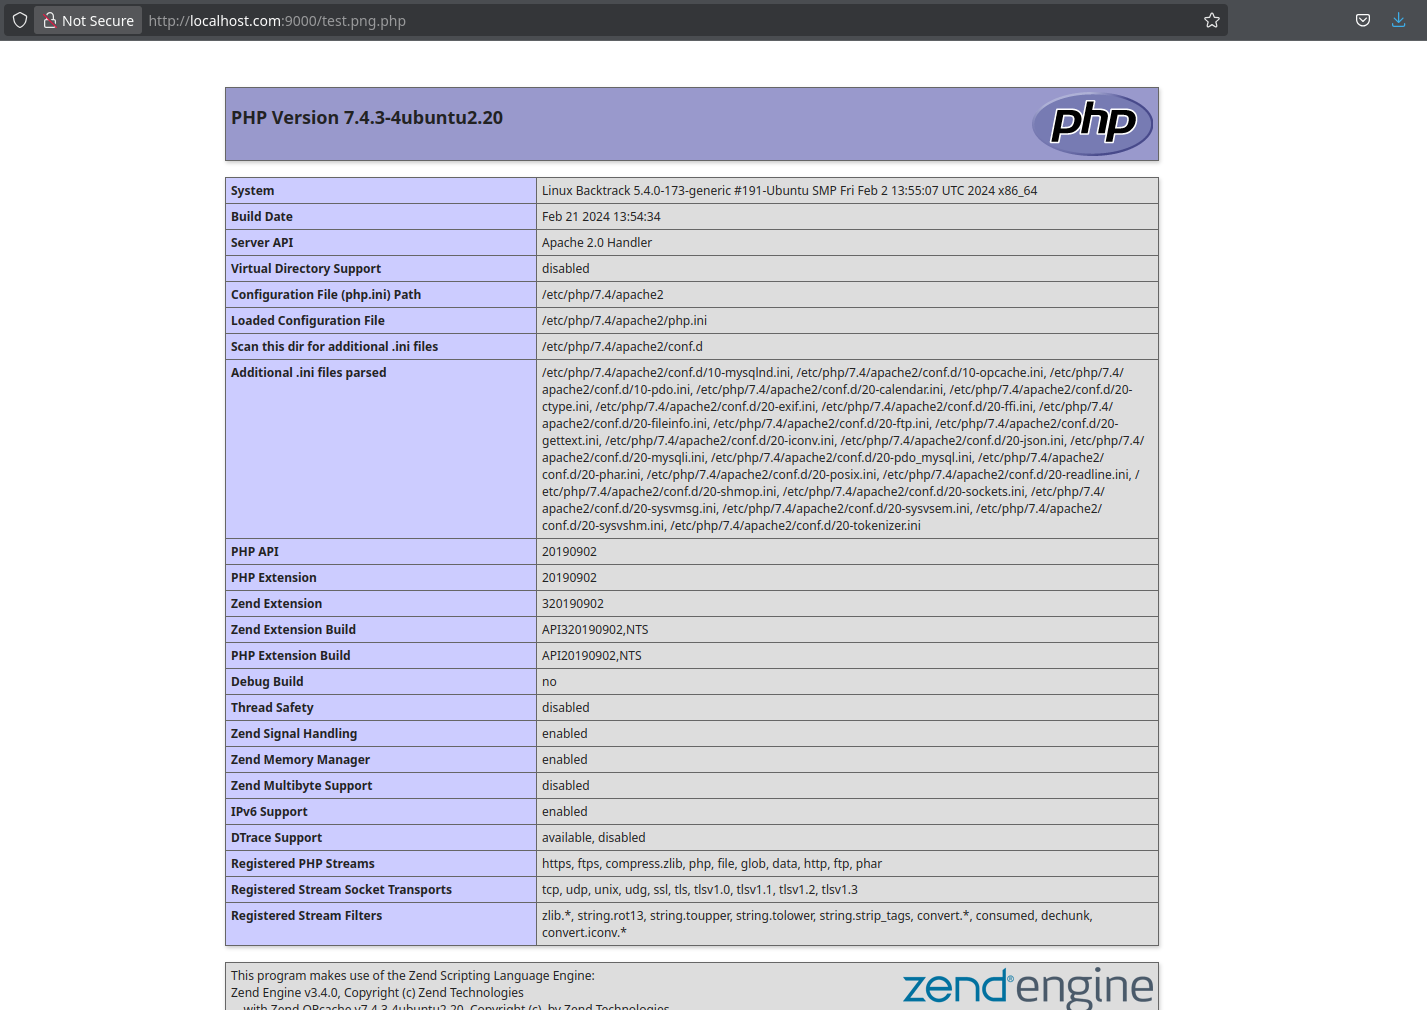 Not Secure http://localhost.com:9000/test.png.php
PHP Version 7.4.3-4ubuntu2.20
php
System Linux Backtrack 5.4.0-173-generic #191-Ubuntu SMP Fri Feb 2 13:55:07 UTC 2024 x86_64
Build Date Feb 21 2024 13:54:34
Server API Apache 2.0 Handler
Virtual Directory Support disabled
Configuration File (php.ini) Path /etc/php/7.4/apache2
Loaded Configuration File /etc/php/7.4/apache2/php.ini
Scan this dir for additional .ini files /etc/php/7.4/apache2/conf.d
Additional .ini files parsed /etc/php/7.4/apache2/conf.d/10-mysqlnd.ini, /etc/php/7.4/apache2/conf.d/10-opcache.ini, /etc/php/7.4/
apache2/conf.d/10-pdo.ini, /etc/php/7.4/apache2/conf.d/20-calendar.ini, /etc/php/7.4/apache2/conf.d/20-
ctype.ini, /etc/php/7.4/apache2/conf.d/20-exif.ini, /etc/php/7.4/apache2/conf.d/20-ffi.ini, /etc/php/7.4/
apache2/conf.d/20-fileinfo.ini, /etc/php/7.4/apache2/conf.d/20-ftp.ini, /etc/php/7.4/apache2/conf.d/20-
gettext.ini, /etc/php/7.4/apache2/conf.d/20-iconv.ini, /etc/php/7.4/apache2/conf.d/20-json.ini, /etc/php/7.4/
apache2/conf.d/20-mysqli.ini, /etc/php/7.4/apache2/conf.d/20-pdo_mysql.ini, /etc/php/7.4/apache2/
conf.d/20-phar.ini, /etc/php/7.4/apache2/conf.d/20-posix.ini, /etc/php/7.4/apache2/conf.d/20-readline.ini, /
etc/php/7.4/apache2/conf.d/20-shmop.ini, /etc/php/7.4/apache2/conf.d/20-sockets.ini, /etc/php/7.4/
apache2/conf.d/20-sysvmsg.ini, /etc/php/7.4/apache2/conf.d/20-sysvsem.ini, /etc/php/7.4/apache2/
conf.d/20-sysvshm.ini, /etc/php/7.4/apache2/conf.d/20-tokenizer.ini
PHP API 20190902
PHP Extension 20190902
Zend Extension 320190902
Zend Extension Build API320190902,NTS
PHP Extension Build API20190902,NTS
Debug Build no
Thread Safety disabled
Zend Signal Handling enabled
Zend Memory Manager enabled
Zend Multibyte Support disabled
IPv6 Support enabled
DTrace Support available, disabled
Registered PHP Streams https, ftps, compress.zlib, php, file, glob, data, http, ftp, phar
Registered Stream Socket Transports tcp, udp, unix, udg, ssl, tls, tlsv1.0, tlsv1.1, tlsv1.2, tlsv1.3
Registered Stream Filters zlib.*, string.rot13, string.toupper, string.tolower, string.strip_tags, convert.*, consumed, dechunk,
convert.iconv.*
This program makes use of the Zend Scripting Language Engine:
Zend Engine v3.4.0, Copyright (c) Zend Technologies
with Zend OPcache v7.4.3-4ubuntu2.20, Copyright (c), by Zend Technologies
zend® engine